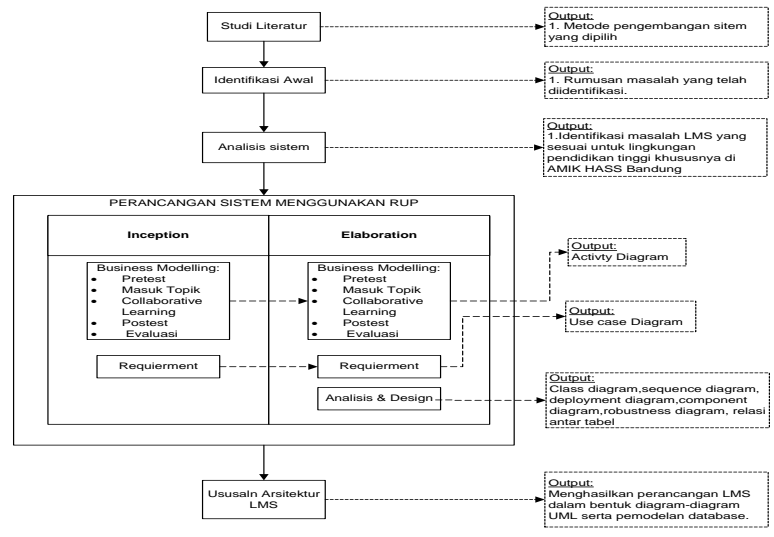 Studi Literatur
Output:
1. Metode pengembangan sitem
yang dipilih
Identifikasi Awal
Output:
1. Rumusan masalah yang telah
diidentifikasi.
Analisis sistem
Output:
1.Identifikasi masalah LMS yang
sesuai untuk lingkungan
pendidikan tinggi khususnya di
AMIK HASS Bandung
PERANCANGAN SISTEM MENGGUNAKAN RUP
Inception
Elaboration
Business Modelling:
• Pretest
• Masuk Topik
• Collaborative
Learning
• Postest
• Evaluasi
Business Modelling:
• Pretest
• Masuk Topik
• Collaborative
Learning
• Postest
• Evaluasi
Output:
Activty Diagram
Requierment
Requierment
Output:
Use case Diagram
Analisis & Design
Output:
Class diagram,sequence diagram,
deployment diagram,component
diagram,robustness diagram, relasi
antar tabel
Ususaln Arsitektur
LMS
Output:
Menghasilkan perancangan LMS
dalam bentuk diagram-diagram
UML serta pemodelan database.